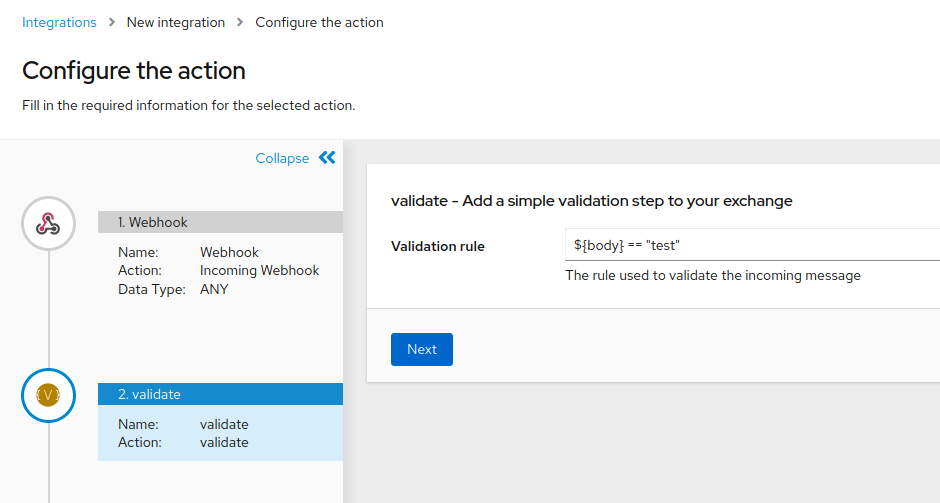 Integrations > New integration > Configure the action
Configure the action
Fill in the required information for the selected action.
Collapse
1. Webhook
Name: Webhook
Action: Incoming Webhook
Data Type: ANY
V
2. validate
Name: validate
Action: validate
validate - Add a simple validation step to your exchange
Validation rule ${body} == "test"
The rule used to validate the incoming message
Next